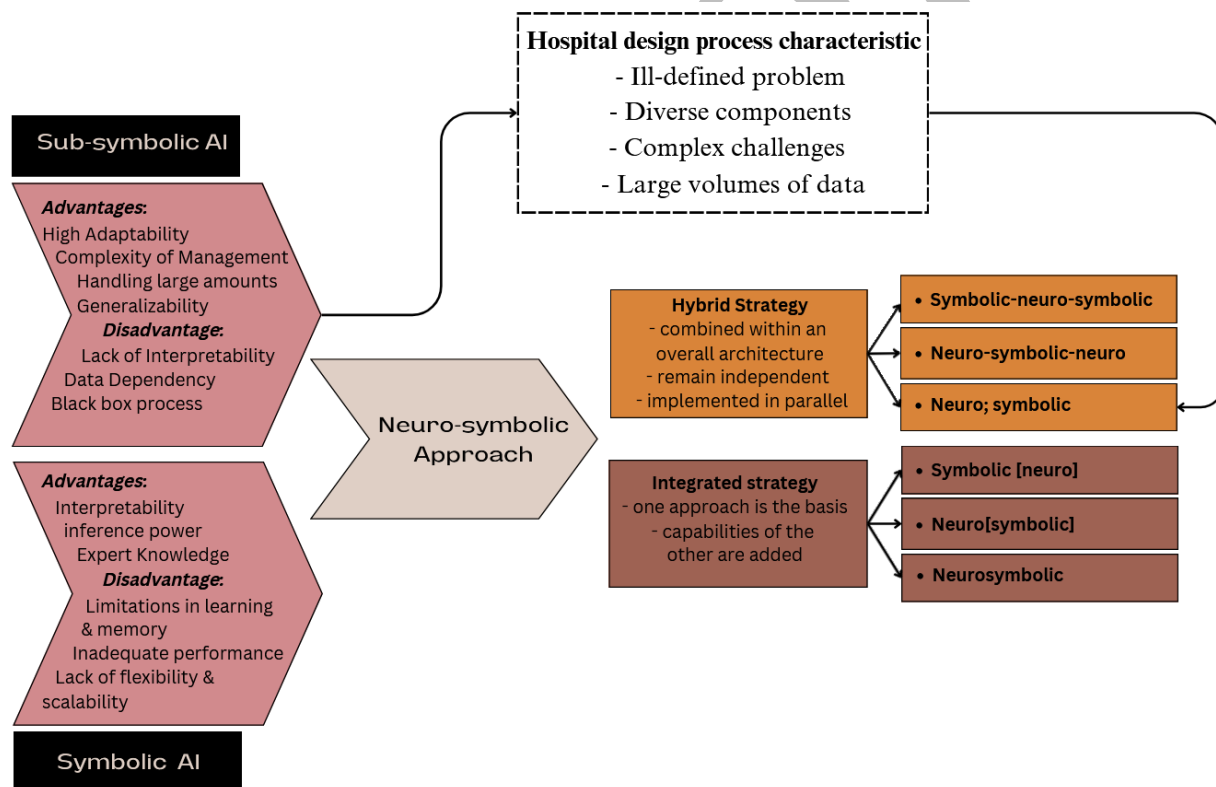 Hospital design process characteristic
- Ill-defined problem
- Diverse components
- Complex challenges
- Large volumes of data
Sub-symbolic AI
Advantages:
High Adaptability
Complexity of Management
Handling large amounts
Generalizability
Disadvantage:
Lack of Interpretability
Data Dependency
Black box process
Advantages:
Interpretability
inference power
Expert Knowledge
Disadvantage:
Limitations in learning
& memory
Inadequate performance
Lack of flexibility &
scalability
Symbolic AI
Neuro-symbolic
Approach
Hybrid Strategy
- combined within an
overall architecture
- remain independent
- implemented in parallel
• Symbolic-neuro-symbolic
• Neuro-symbolic-neuro
• Neuro; symbolic
Integrated strategy
- one approach is the basis
- capabilities of the
other are added
• Symbolic [neuro]
• Neuro[symbolic]
• Neurosymbolic